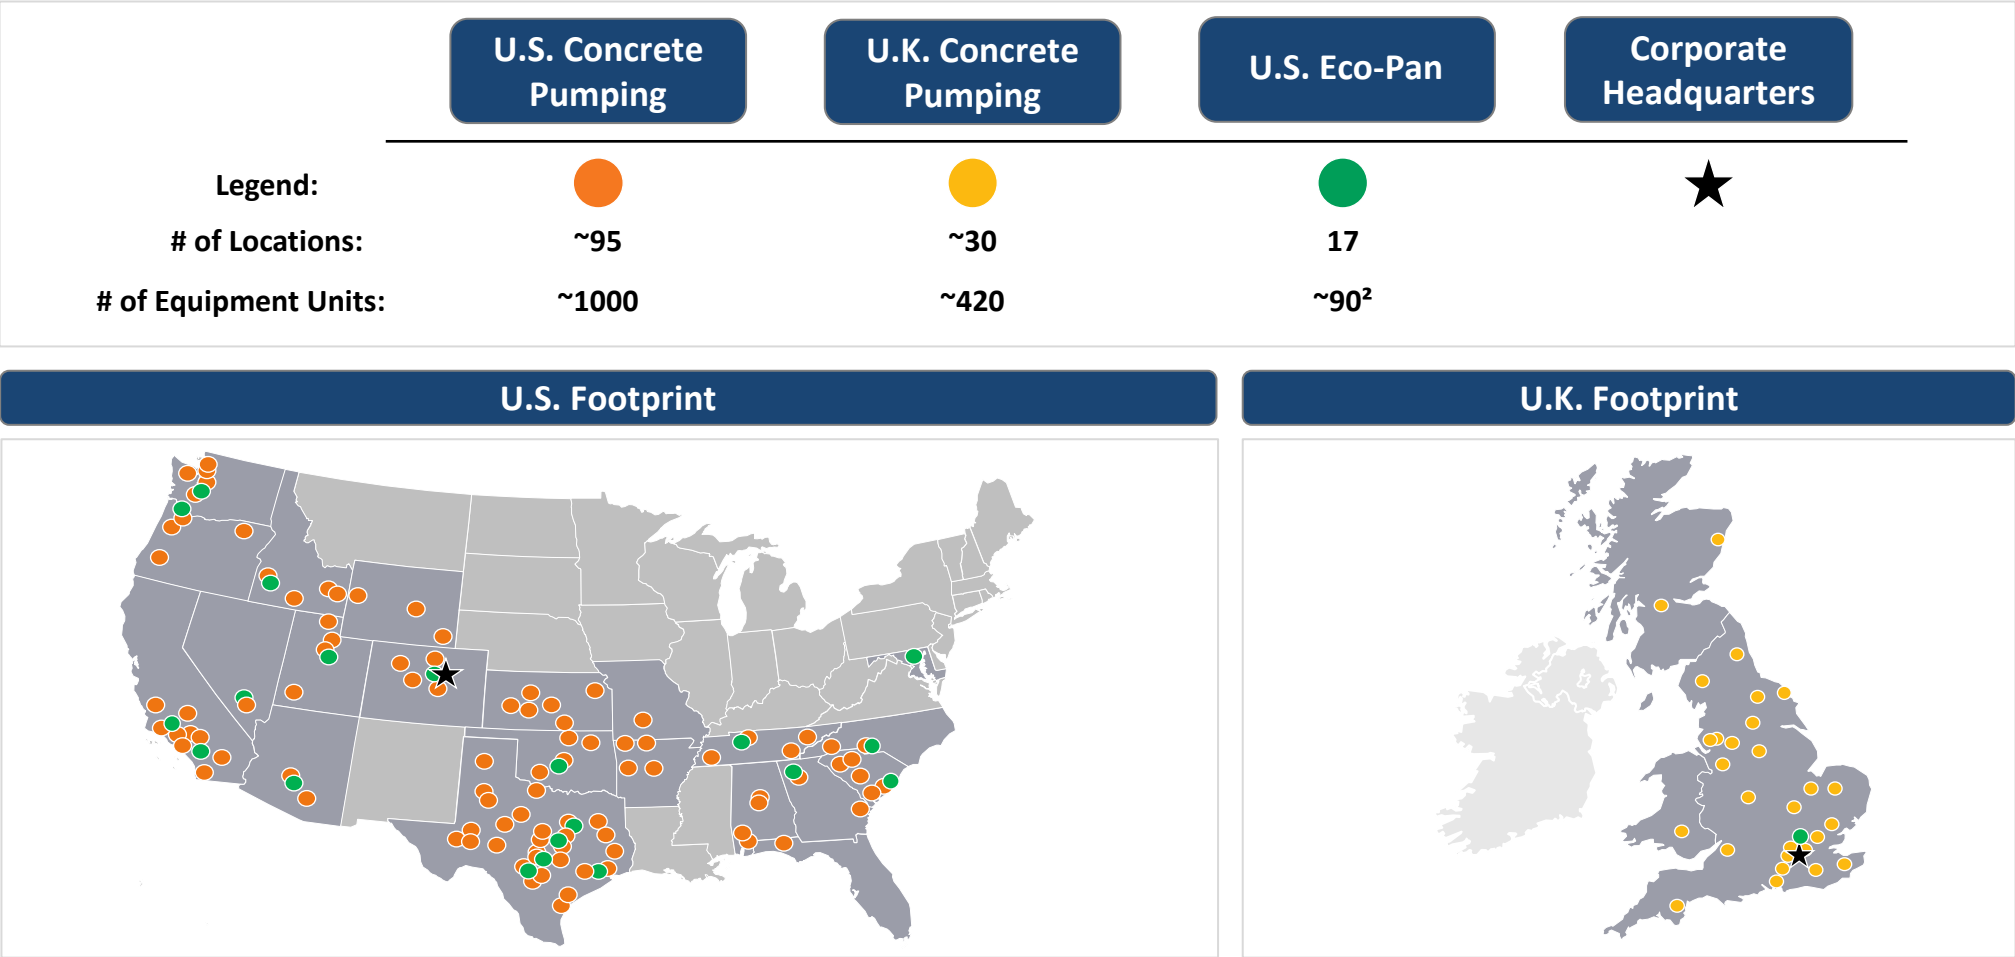 U.S. Concrete
Pumping
U.K. Concrete
Pumping
U.S. Eco-Pan
Corporate
Headquarters
Legend:
# of Locations: ~95 ~30 17
# of Equipment Units: ~1000 ~420 ~90²
U.S. Footprint
U.K. Footprint